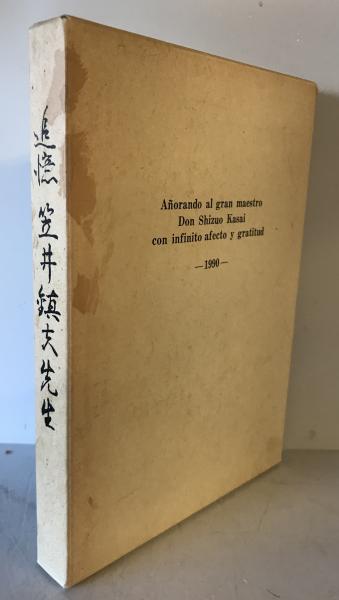 追憶 笠井鎮夫先生
Añorando al gran maestro
Don Shizuo Kasai
con infinito afecto y gratitud
—1990—